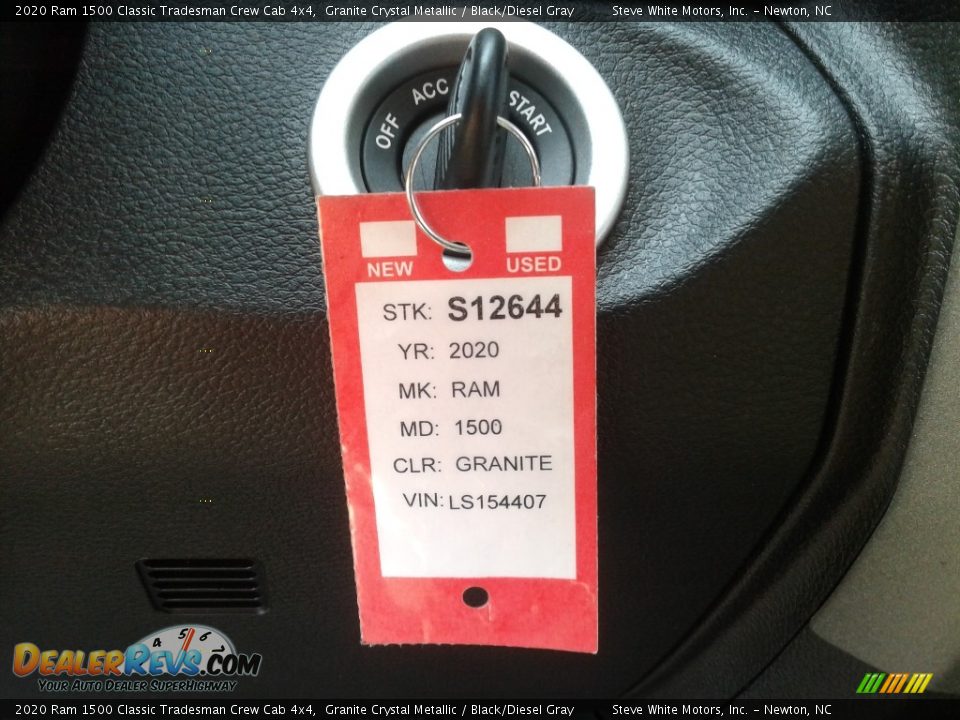 2020 Ram 1500 Classic Tradesman Crew Cab 4x4, Granite Crystal Metallic / Black/Diesel Gray Steve White Motors, Inc. – Newton, NC
OFF ACC START
NEW USED
STK: S12644
YR: 2020
MK: RAM
MD: 1500
CLR: GRANITE
VIN: LS154407
4 5 6
DEALERREVS.COM
YOUR AUTO DEALER SUPERHIGHWAY
2020 Ram 1500 Classic Tradesman Crew Cab 4x4, Granite Crystal Metallic / Black/Diesel Gray Steve White Motors, Inc. – Newton, NC